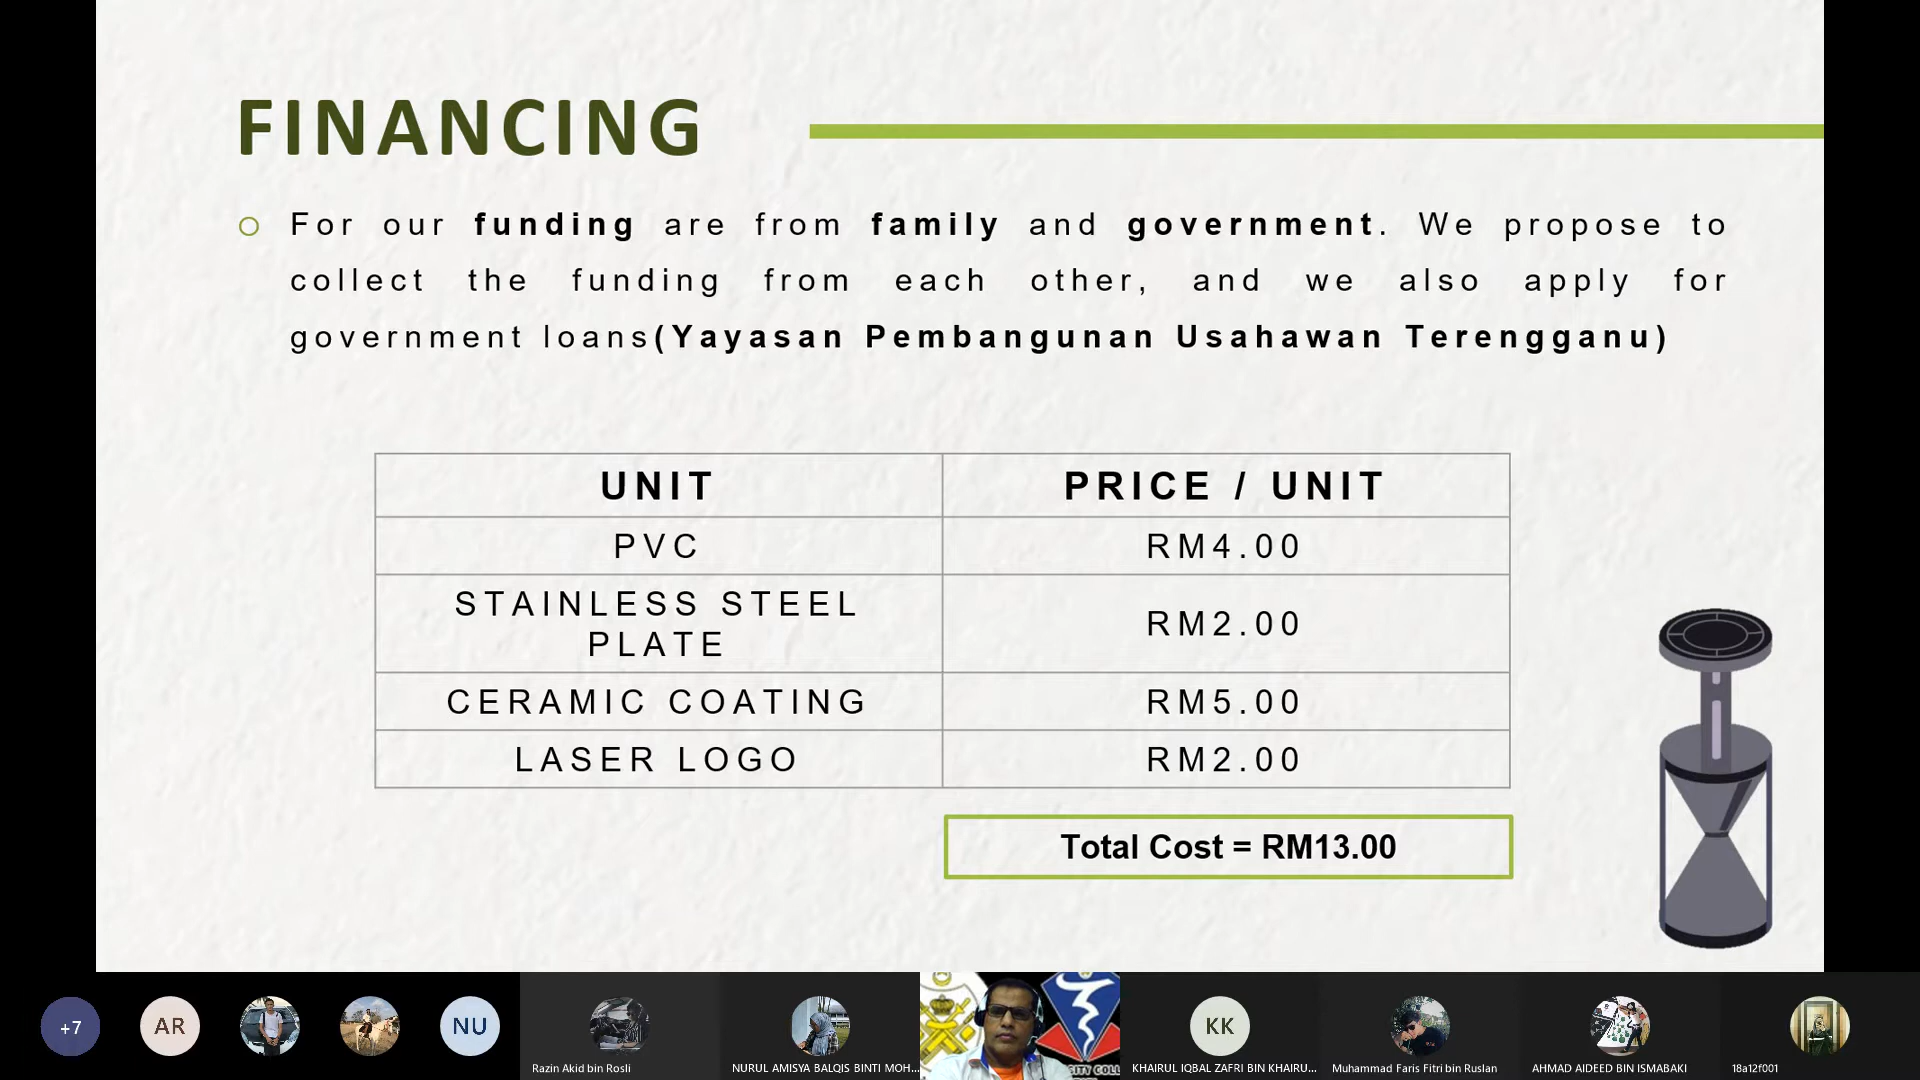 FINANCING
For our funding are from family and government. We propose to
collect the funding from each other, and we also apply for
government loans(Yayasan Pembangunan Usahawan Terengganu)
UNIT
PRICE / UNIT
PVC
RM4.00
STAINLESS STEEL
PLATE
RM2.00
CERAMIC COATING
RM5.00
LASER LOGO
RM2.00
Total Cost = RM13.00
+7
AR
NU
KK
CITY COLL
Razin Akid bin Rosli
NURUL AMISYA BALQIS BINTI MOH...
KHAIRUL IQBAL ZAFRI BIN KHAIRU...
Muhammad Faris Fitri bin Ruslan
AHMAD AIDEED BIN ISMABAKI
18a12f001